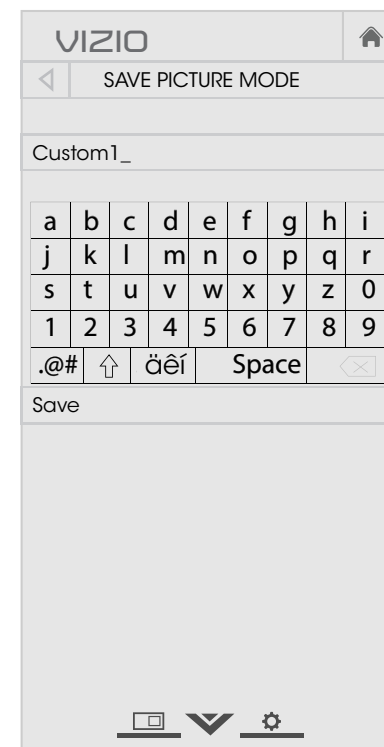 VIZIO
SAVE PICTURE MODE
Custom1_
a b c d e f g h i
j k l m n o p q r
s t u v w x y z 0
1 2 3 4 5 6 7 8 9
.@# äêí Space
Save